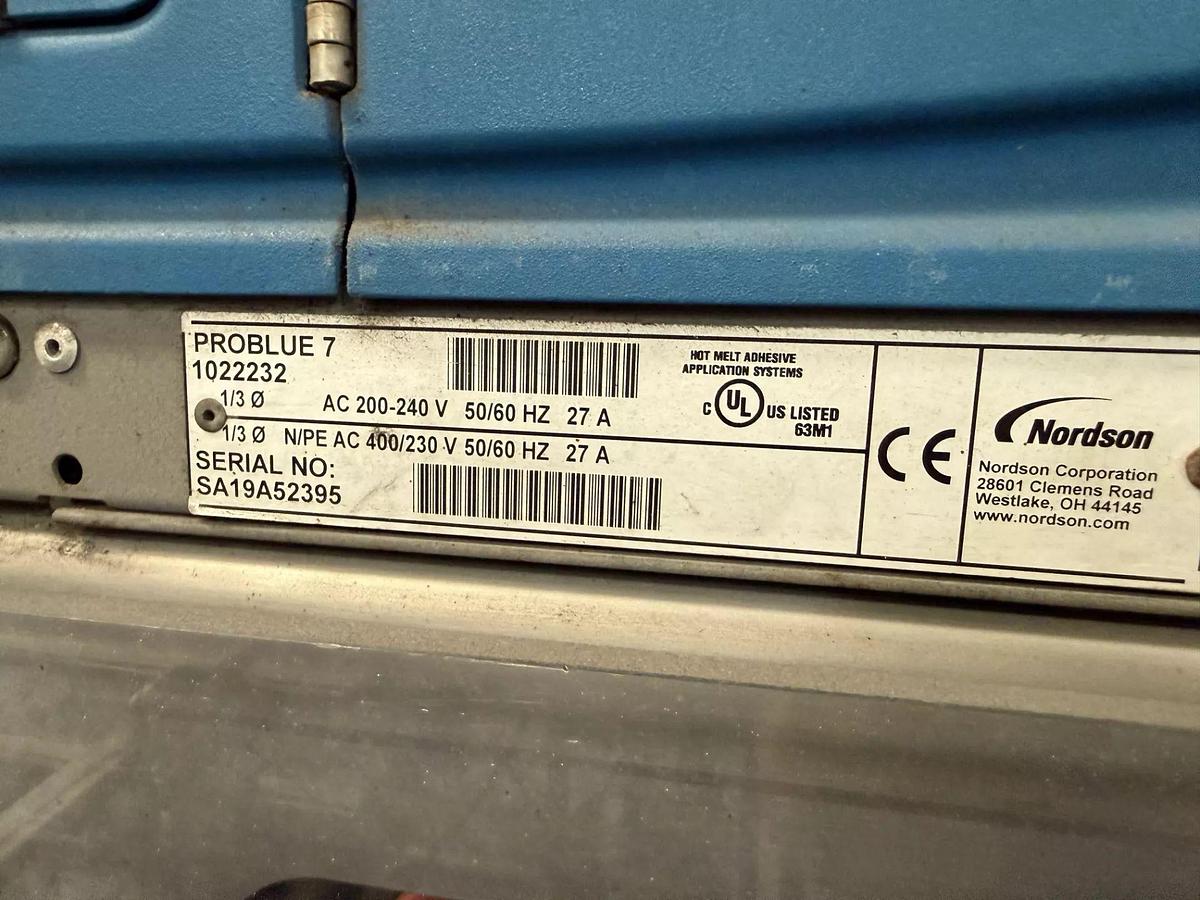 PROBLUE 7
1022232
1/3 Ø AC 200-240 V 50/60 HZ 27 A
1/3 Ø N/PE AC 400/230 V 50/60 HZ 27 A
SERIAL NO:
SA19A52395
HOT MELT ADHESIVE
APPLICATION SYSTEMS
C UL US LISTED
63M1
CE
Nordson
Nordson Corporation
28601 Clemens Road
Westlake, OH 44145
www.nordson.com